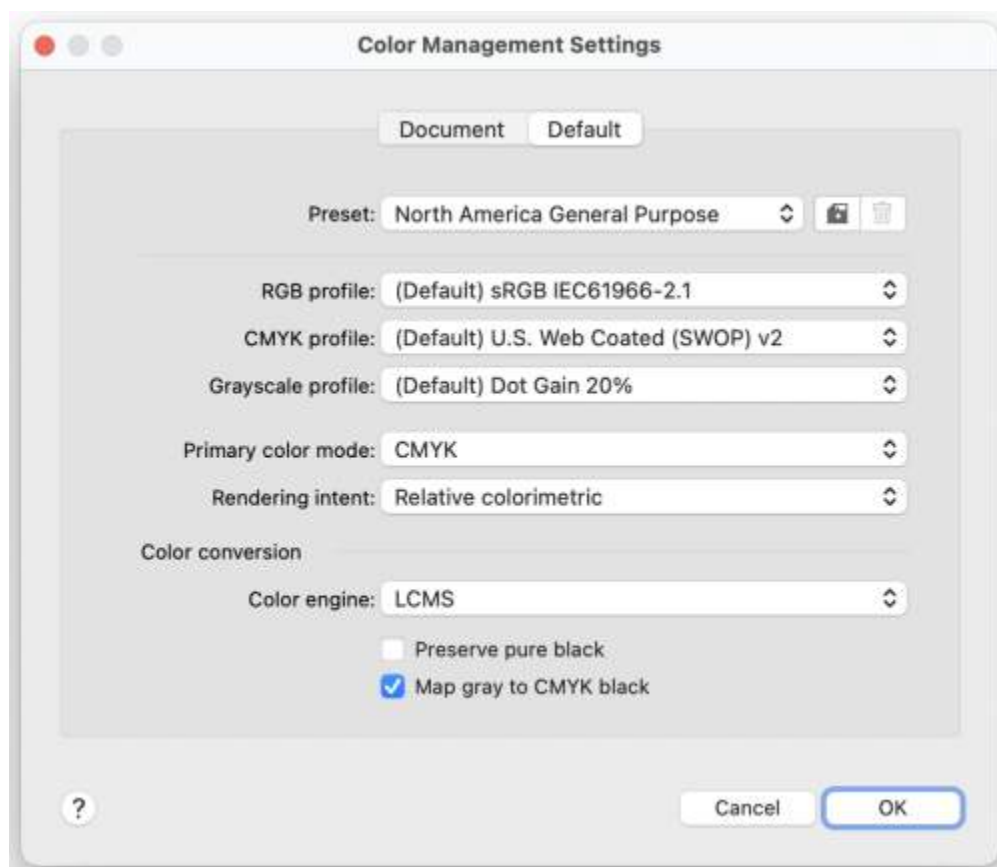 Color Management Settings
Document Default
Preset: North America General Purpose
RGB profile: (Default) sRGB IEC61966-2.1
CMYK profile: (Default) U.S. Web Coated (SWOP) v2
Grayscale profile: (Default) Dot Gain 20%
Primary color mode: CMYK
Rendering intent: Relative colorimetric
Color conversion
Color engine: LCMS
Preserve pure black
Map gray to CMYK black
? Cancel OK